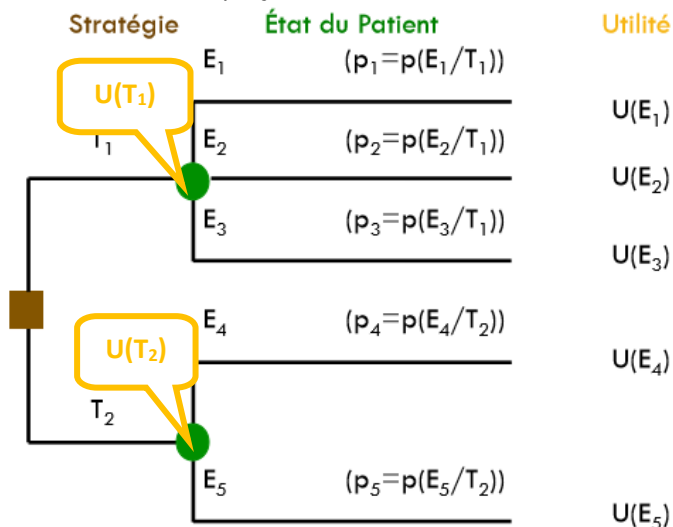 Stratégie État du Patient Utilité
E₁ (p₁=p(E₁/T₁))
U(T₁) U(E₁)
T₁ E₂ (p₂=p(E₂/T₁))
U(E₂)
E₃ (p₃=p(E₃/T₁))
U(E₃)
E₄ (p₄=p(E₄/T₂))
U(T₂) U(E₄)
T₂
E₅ (p₅=p(E₅/T₂))
U(E₅)